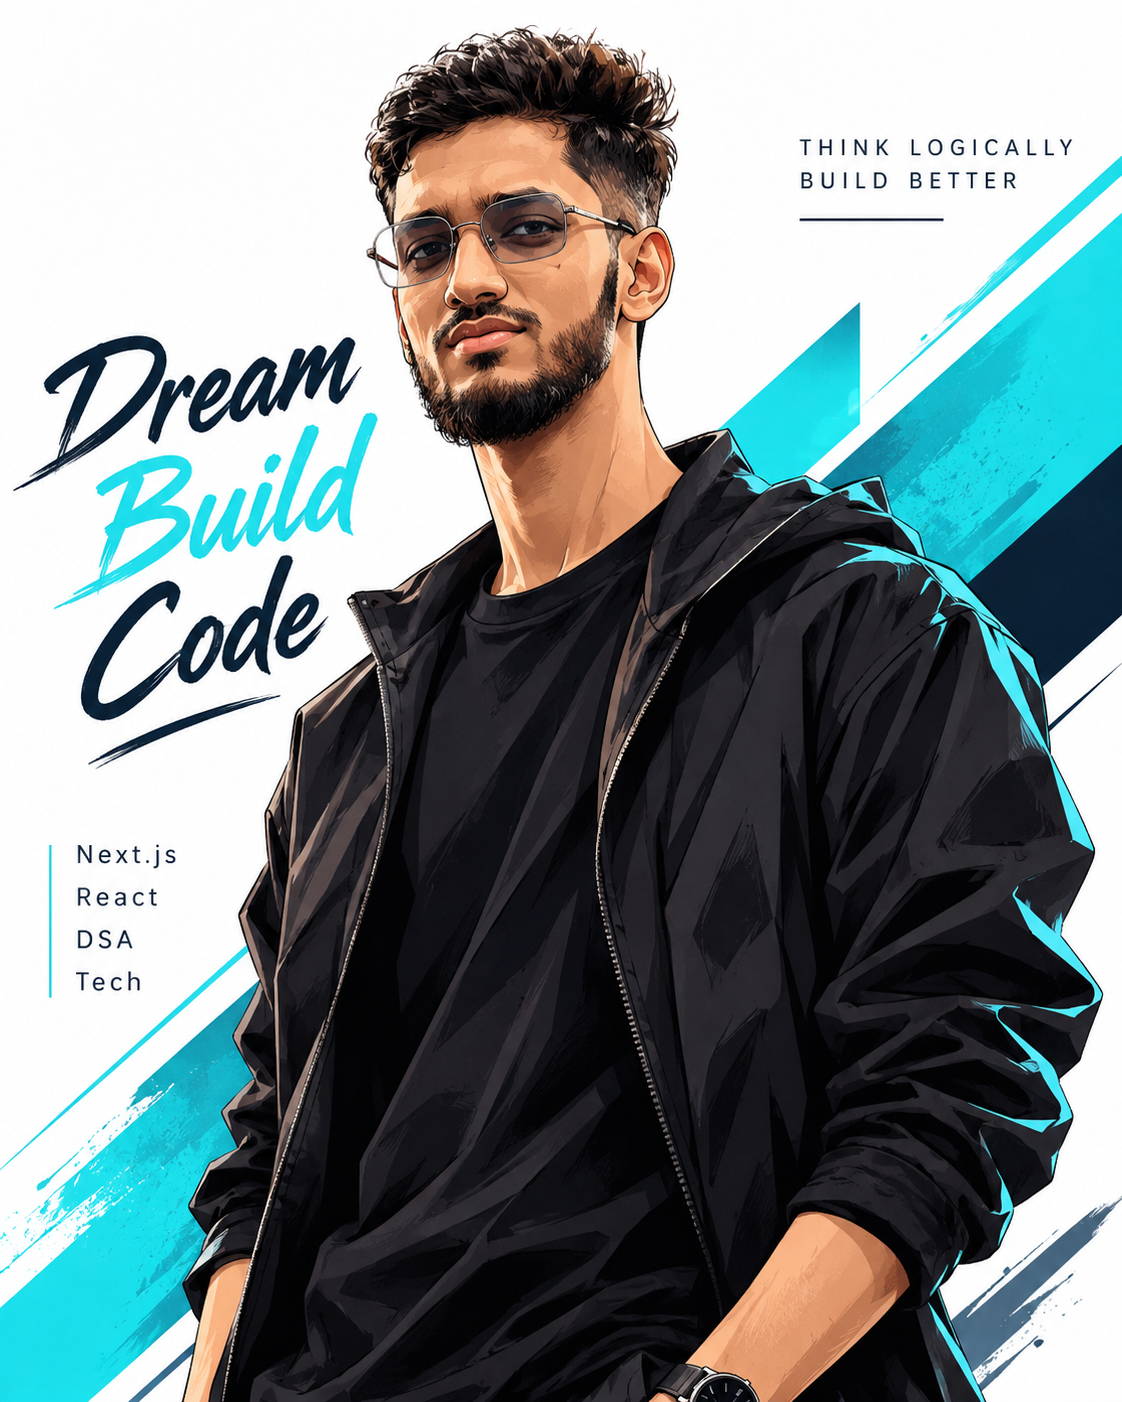 THINK LOGICALLY
BUILD BETTER
Dream
Build
Code
Next.js
React
DSA
Tech